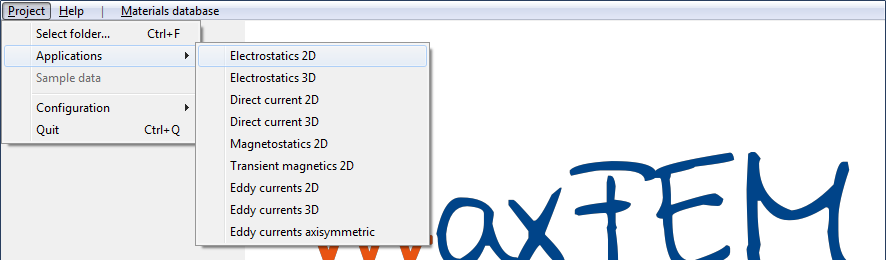 Project Help | Materials database
Select folder... Ctrl+F
Applications
Sample data
Configuration
Quit Ctrl+Q
Electrostatics 2D
Electrostatics 3D
Direct current 2D
Direct current 3D
Magnetostatics 2D
Transient magnetics 2D
Eddy currents 2D
Eddy currents 3D
Eddy currents axisymmetric
WaxFEM